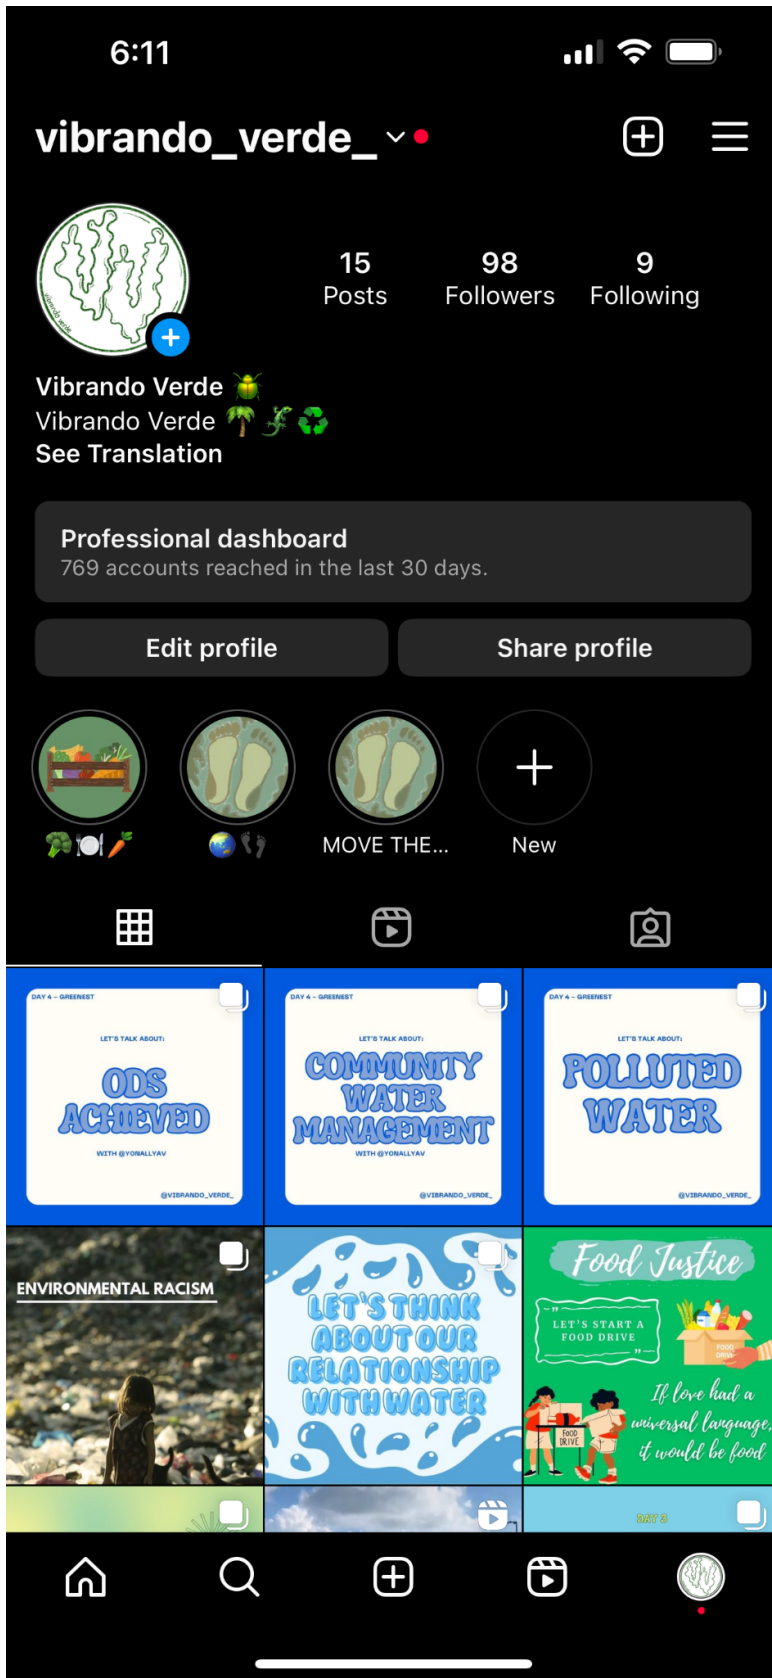 6:11
vibrando_verde_
15
Posts
98
Followers
9
Following
vibrando verde
Vibrando Verde
Vibrando Verde
See Translation
Professional dashboard
769 accounts reached in the last 30 days.
Edit profile
Share profile
MOVE THE...
New
DAY 4 – GREENEST
LET'S TALK ABOUT:
ODS
ACHIEVED
WITH @YONALLYAV
@VIBRANDO_VERDE_
DAY 4 – GREENEST
LET'S TALK ABOUT:
COMMUNITY
WATER
MANAGEMENT
WITH @YONALLYAV
@VIBRANDO_VERDE_
DAY 4 – GREENEST
LET'S TALK ABOUT:
POLLUTED
WATER
@VIBRANDO_VERDE_
ENVIRONMENTAL RACISM
LET'S THINK
ABOUT OUR
RELATIONSHIP
WITH WATER
Food Justice
LET'S START A
FOOD DRIVE
FOOD
DRIVE
FOOD
DRIVE
If love had a
universal language,
it would be food
DAY 3